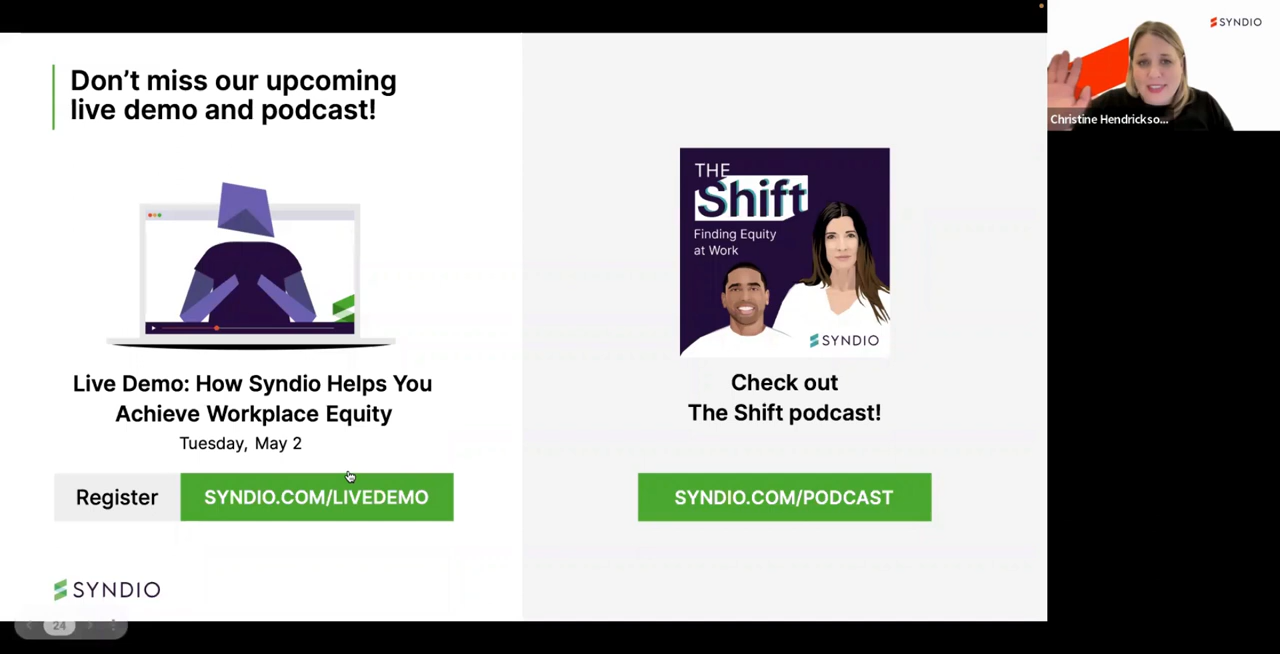 Don’t miss our upcoming
live demo and podcast!
Live Demo: How Syndio Helps You
Achieve Workplace Equity
Tuesday, May 2
Register
SYNDIO.COM/LIVEDEMO
SYNDIO
24
THE
Shift
Finding Equity
at Work
SYNDIO
Check out
The Shift podcast!
SYNDIO.COM/PODCAST
SYNDIO
Christine Hendrickso...